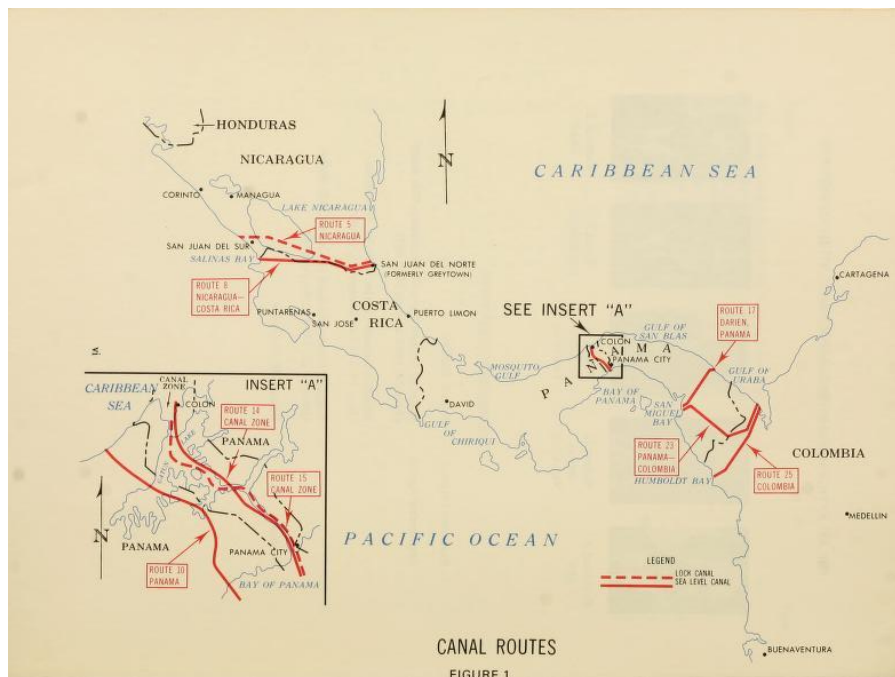 HONDURAS
NICARAGUA
CARIBBEAN SEA
N
CORINTO
MANAGUA
LAKE NICARAGUA
ROUTE 5
NICARAGUA
SAN JUAN DEL SUR
SALINAS BAY
SAN JUAN DEL NORTE
(FORMERLY GREYTOWN)
ROUTE 8
NICARAGUA—
COSTA RICA
CARTAGENA
PUNTARENAS
COSTA
RICA
SAN JOSE
PUERTO LIMON
SEE INSERT "A"
ROUTE 17
DARIEN,
PANAMA
GULF OF
SAN BLAS
COLON
PANAMA
PANAMA CITY
MOSQUITO
GULF
GULF OF
URABA
BAY OF
PANAMA
SAN
MIGUEL
BAY
DAVID
GULF OF
CHIRIQUI
ROUTE 23
PANAMA—
COLOMBIA
COLOMBIA
ROUTE 25
COLOMBIA
HUMBOLDT BAY
MEDELLIN
PACIFIC OCEAN
BUENAVENTURA
INSERT "A"
CARIBBEAN
SEA
CANAL
ZONE
COLON
ROUTE 14
CANAL ZONE
PANAMA
GATUN
LAKE
ROUTE 15
CANAL ZONE
N
PANAMA
PANAMA CITY
ROUTE 10
PANAMA
BAY OF PANAMA
LEGEND
LOCK CANAL
SEA LEVEL CANAL
CANAL ROUTES
FIGURE 1